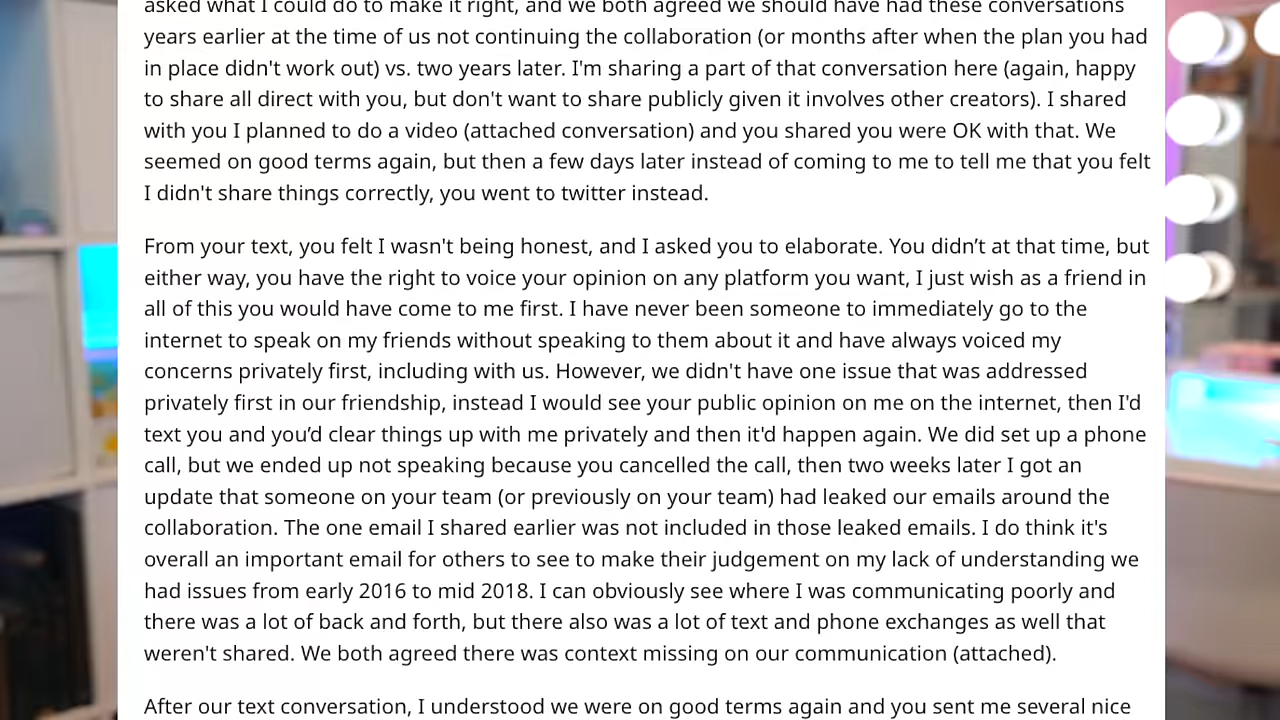 asked what I could do to make it right, and we both agreed we should have had these conversations
years earlier at the time of us not continuing the collaboration (or months after when the plan you had
in place didn't work out) vs. two years later. I'm sharing a part of that conversation here (again, happy
to share all direct with you, but don't want to share publicly given it involves other creators). I shared
with you I planned to do a video (attached conversation) and you shared you were OK with that. We
seemed on good terms again, but then a few days later instead of coming to me to tell me that you felt
I didn't share things correctly, you went to twitter instead.
From your text, you felt I wasn't being honest, and I asked you to elaborate. You didn’t at that time, but
either way, you have the right to voice your opinion on any platform you want, I just wish as a friend in
all of this you would have come to me first. I have never been someone to immediately go to the
internet to speak on my friends without speaking to them about it and have always voiced my
concerns privately first, including with us. However, we didn't have one issue that was addressed
privately first in our friendship, instead I would see your public opinion on me on the internet, then I'd
text you and you’d clear things up with me privately and then it'd happen again. We did set up a phone
call, but we ended up not speaking because you cancelled the call, then two weeks later I got an
update that someone on your team (or previously on your team) had leaked our emails around the
collaboration. The one email I shared earlier was not included in those leaked emails. I do think it's
overall an important email for others to see to make their judgement on my lack of understanding we
had issues from early 2016 to mid 2018. I can obviously see where I was communicating poorly and
there was a lot of back and forth, but there also was a lot of text and phone exchanges as well that
weren't shared. We both agreed there was context missing on our communication (attached).
After our text conversation, I understood we were on good terms again and you sent me several nice